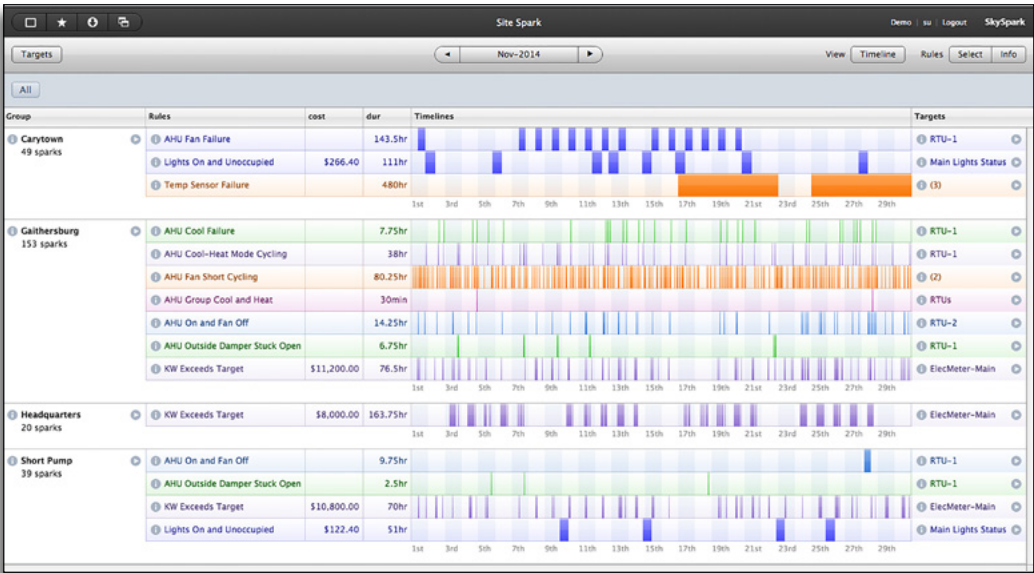 Site Spark
Demo su Logout SkySpark
Targets Nov-2014 View Timeline Rules Select Info
All
Group Rules cost dur Timelines Targets
Carytown AHU Fan Failure 143.5hr RTU-1
49 sparks
Lights On and Unoccupied $266.40 111hr Main Lights Status
Temp Sensor Failure 480hr (3)
1st 3rd 5th 7th 9th 11th 13th 15th 17th 19th 21st 23rd 25th 27th 29th
Gaithersburg AHU Cool Failure 7.75hr RTU-1
153 sparks
AHU Cool-Heat Mode Cycling 38hr RTU-1
AHU Fan Short Cycling 80.25hr (2)
AHU Group Cool and Heat 30min RTUs
AHU On and Fan Off 14.25hr RTU-2
AHU Outside Damper Stuck Open 6.75hr RTU-1
KW Exceeds Target $11,200.00 76.5hr ElecMeter-Main
1st 3rd 5th 7th 9th 11th 13th 15th 17th 19th 21st 23rd 25th 27th 29th
Headquarters KW Exceeds Target $8,000.00 163.75hr ElecMeter-Main
20 sparks
1st 3rd 5th 7th 9th 11th 13th 15th 17th 19th 21st 23rd 25th 27th 29th
Short Pump AHU On and Fan Off 9.75hr RTU-1
39 sparks
AHU Outside Damper Stuck Open 2.5hr RTU-1
KW Exceeds Target $10,800.00 70hr ElecMeter-Main
Lights On and Unoccupied $122.40 51hr Main Lights Status
1st 3rd 5th 7th 9th 11th 13th 15th 17th 19th 21st 23rd 25th 27th 29th